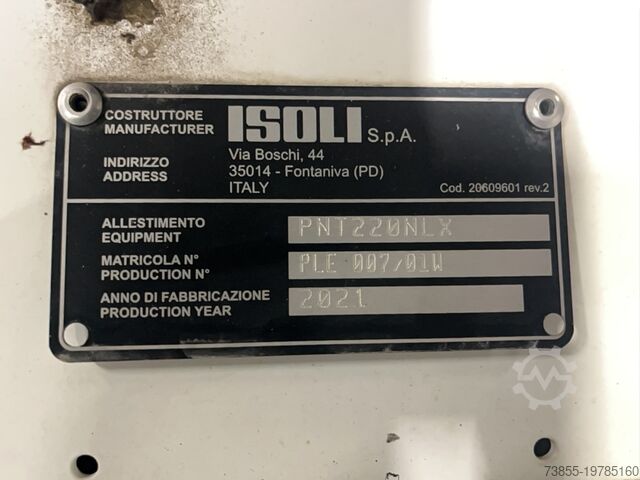 COSTRUTTORE
MANUFACTURER
ISOLI S.p.A.
INDIRIZZO
ADDRESS
Via Boschi, 44
35014 - Fontaniva (PD)
ITALY
Cod. 20609601 rev.2
ALLESTIMENTO
EQUIPMENT
PNT220NLX
MATRICOLA N°
PRODUCTION N°
PLE 007/01W
ANNO DI FABBRICAZIONE
PRODUCTION YEAR
2021
73855-19785160